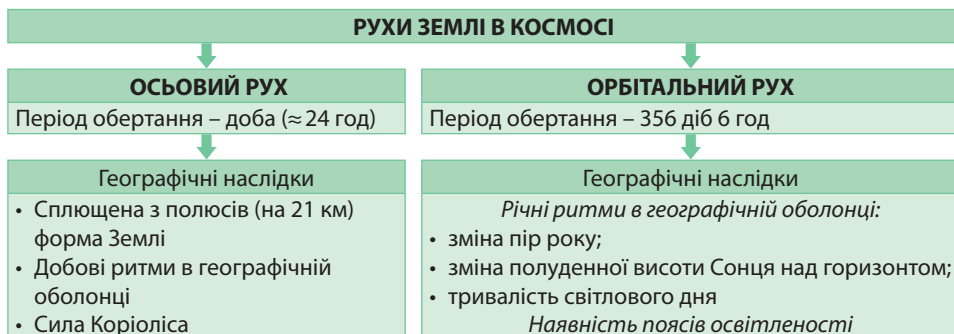 РУХИ ЗЕМЛІ В КОСМОСІ
ОСЬОВИЙ РУХ
Період обертання – доба (≈ 24 год)
Географічні наслідки
• Сплющена з полюсів (на 21 км)
форма Землі
• Добові ритми в географічній
оболонці
• Сила Коріоліса
ОРБІТАЛЬНИЙ РУХ
Період обертання – 356 діб 6 год
Географічні наслідки
Річні ритми в географічній оболонці:
• зміна пір року;
• зміна полуденної висоти Сонця над горизонтом;
• тривалість світлового дня
Наявність поясів освітленості